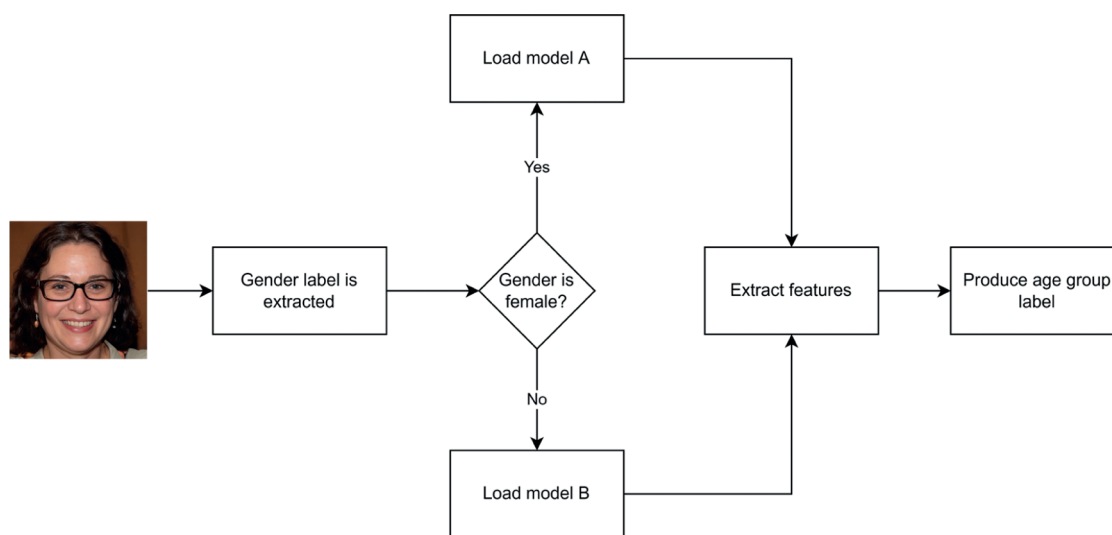 Load model A
Yes
Gender label is
extracted
Gender is
female?
Extract features
Produce age group
label
No
Load model B